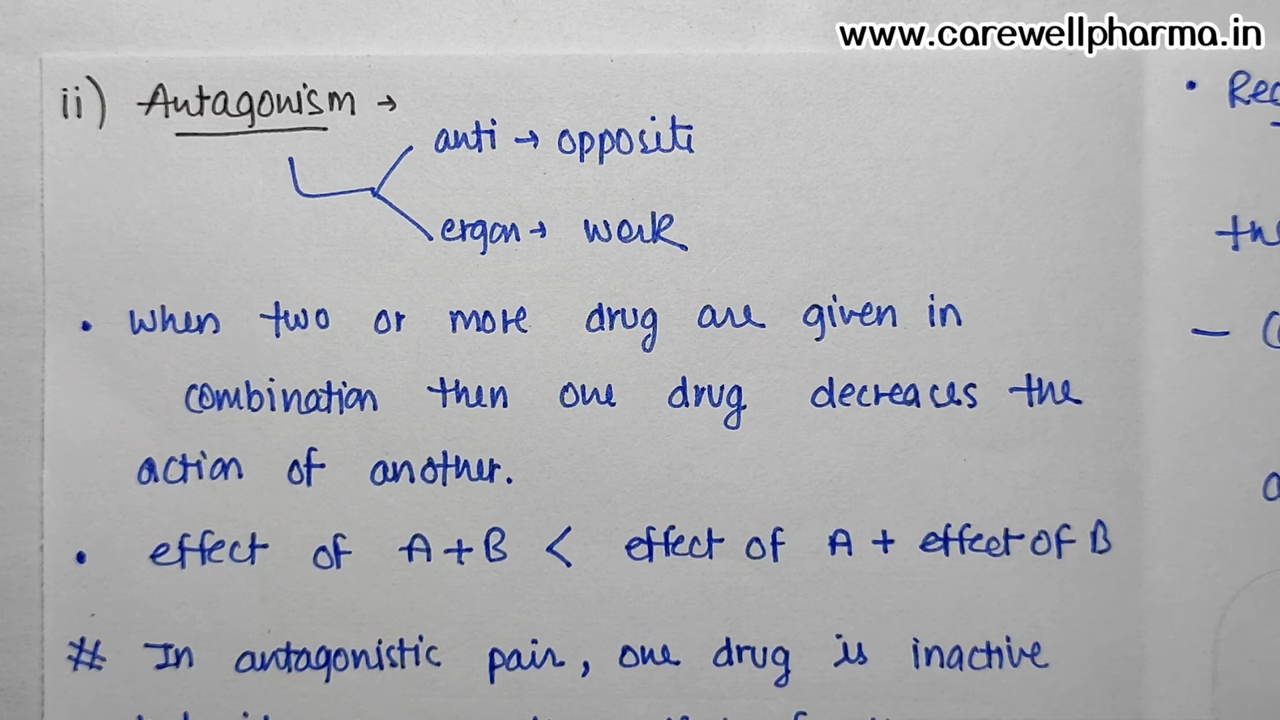 www.carewellpharma.in
ii) Antagonism →
anti → opposite
ergon → work
• when two or more drug are given in
combination then one drug decreaces the
action of another.
• effect of A+B < effect of A + effect of B
# In antagonistic pair, one drug is inactive